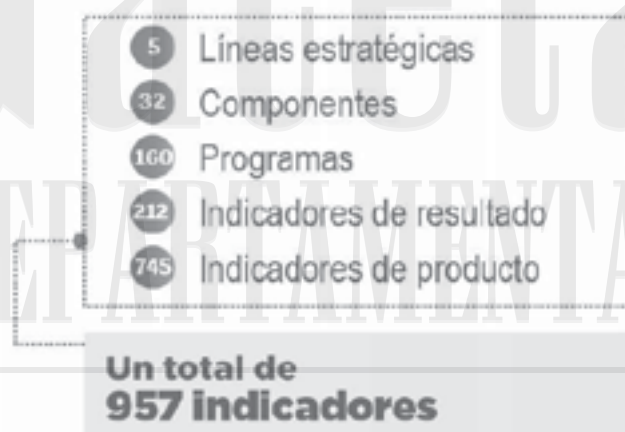 5 Líneas estratégicas
32 Componentes
160 Programas
212 Indicadores de resultado
745 Indicadores de producto
Un total de
957 indicadores